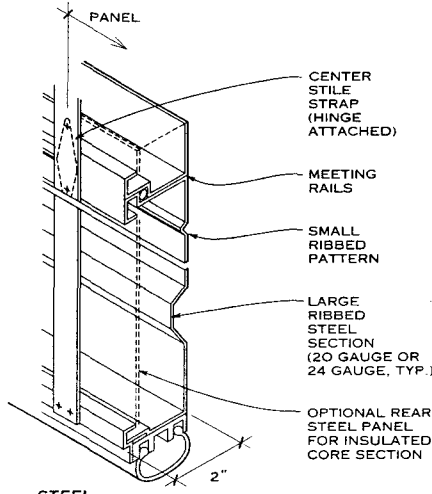 PANEL
CENTER
STILE
STRAP
(HINGE
ATTACHED)
MEETING
RAILS
SMALL
RIBBED
PATTERN
LARGE
RIBBED
STEEL
SECTION
(20 GAUGE OR
24 GAUGE, TYP.)
OPTIONAL REAR
STEEL PANEL
FOR INSULATED
CORE SECTION
2"
STEEL